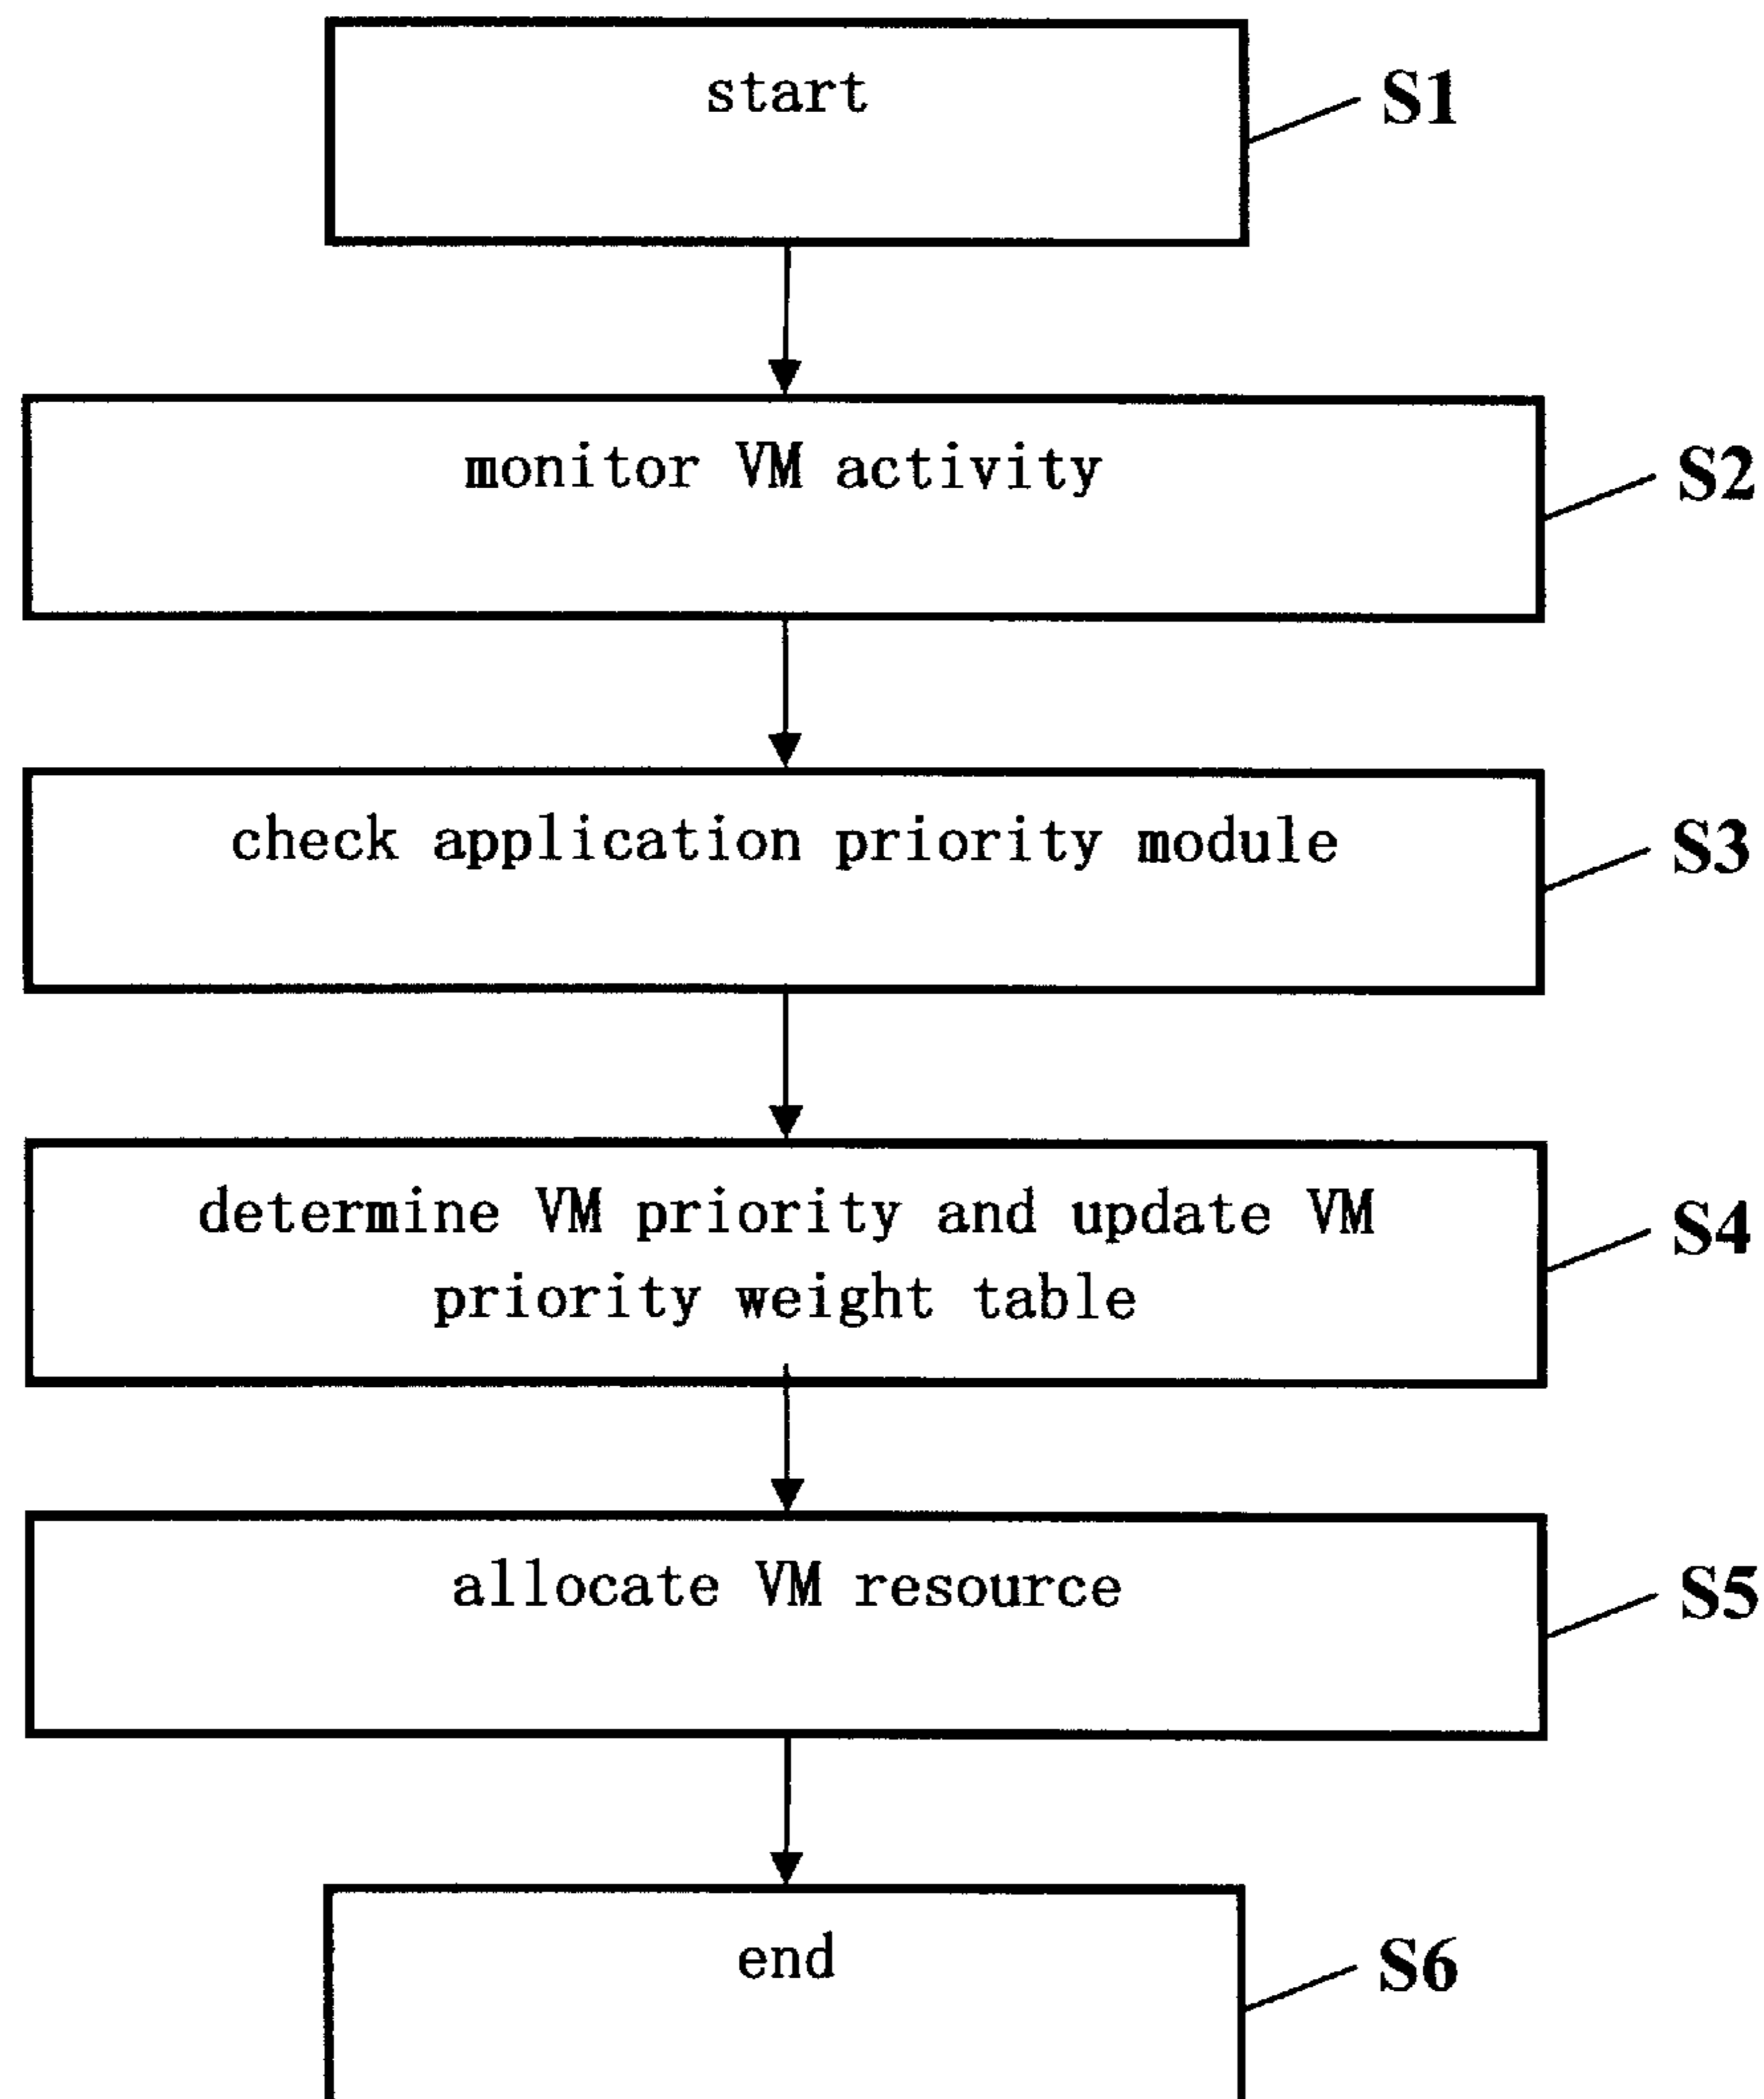 start
S1
monitor VM activity
S2
check application priority module
S3
determine VM priority and update VM
priority weight table
S4
allocate VM resource
S5
end
S6